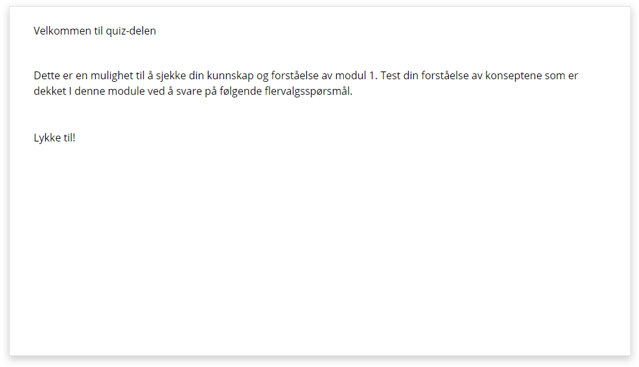 Velkommen til quiz-delen
Dette er en mulighet til å sjekke din kunnskap og forståelse av modul 1. Test din forståelse av konseptene som er
dekket I denne module ved å svare på følgende flervalgsspørsmål.
Lykke til!